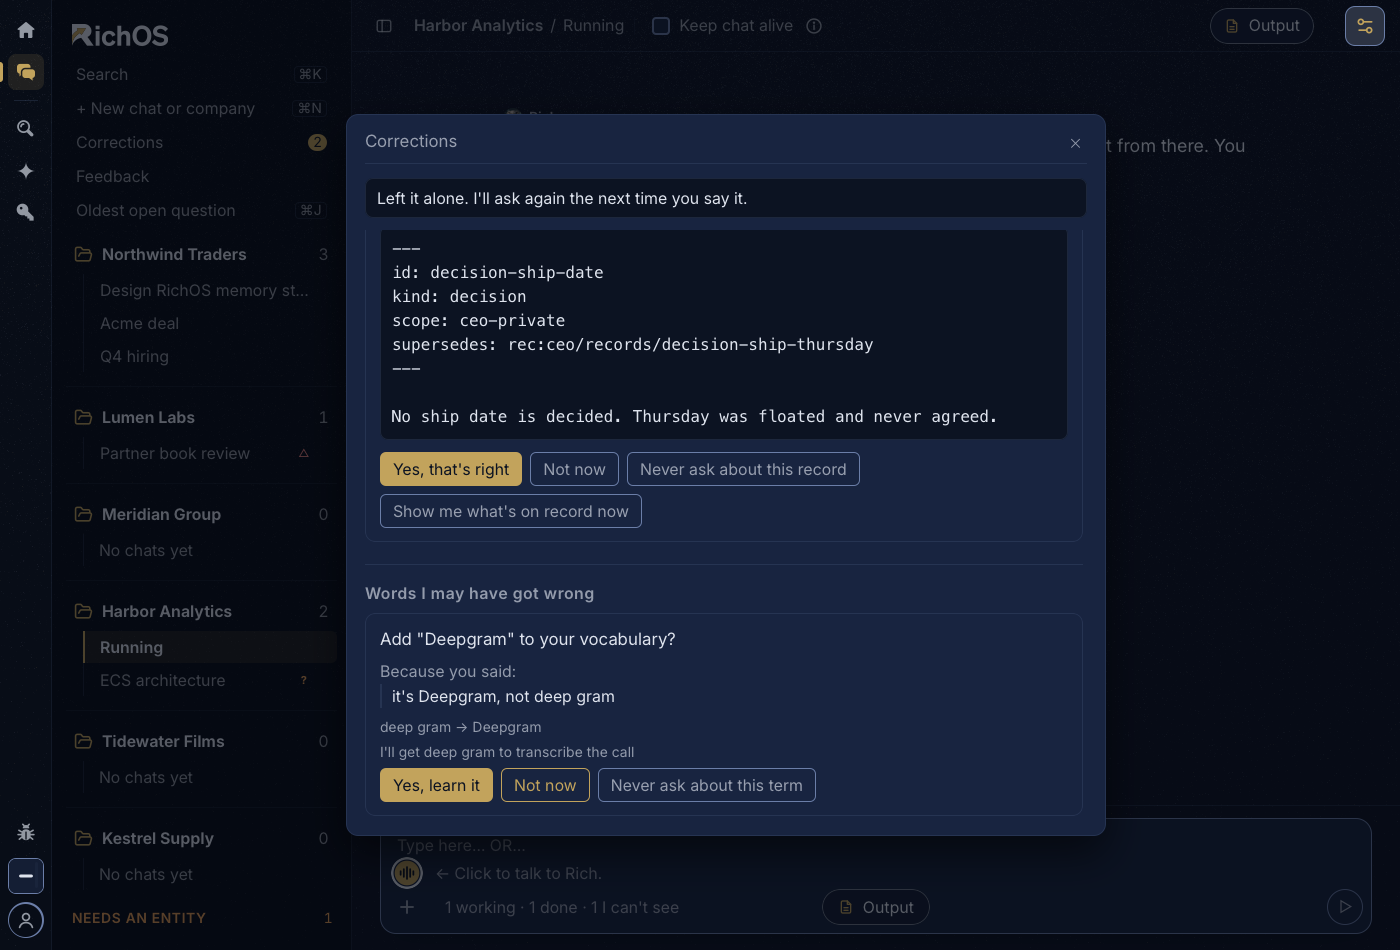 RichOS
Search ⌘K
+ New chat or company ⌘N
Corrections 2
Feedback
Oldest open question ⌘J
Northwind Traders 3
Design RichOS memory st...
Acme deal
Q4 hiring
Lumen Labs 1
Partner book review
Meridian Group 0
No chats yet
Harbor Analytics 2
Running
ECS architecture ?
Tidewater Films 0
No chats yet
Kestrel Supply 0
No chats yet
NEEDS AN ENTITY 1
Harbor Analytics / Running
Keep chat alive
Output
t from there. You
Corrections
Left it alone. I'll ask again the next time you say it.
---
id: decision-ship-date
kind: decision
scope: ceo-private
supersedes: rec:ceo/records/decision-ship-thursday
---
No ship date is decided. Thursday was floated and never agreed.
Yes, that's right
Not now
Never ask about this record
Show me what's on record now
Words I may have got wrong
Add "Deepgram" to your vocabulary?
Because you said:
it's Deepgram, not deep gram
deep gram → Deepgram
I'll get deep gram to transcribe the call
Yes, learn it
Not now
Never ask about this term
Type here... OR...
← Click to talk to Rich.
1 working · 1 done · 1 I can't see
Output